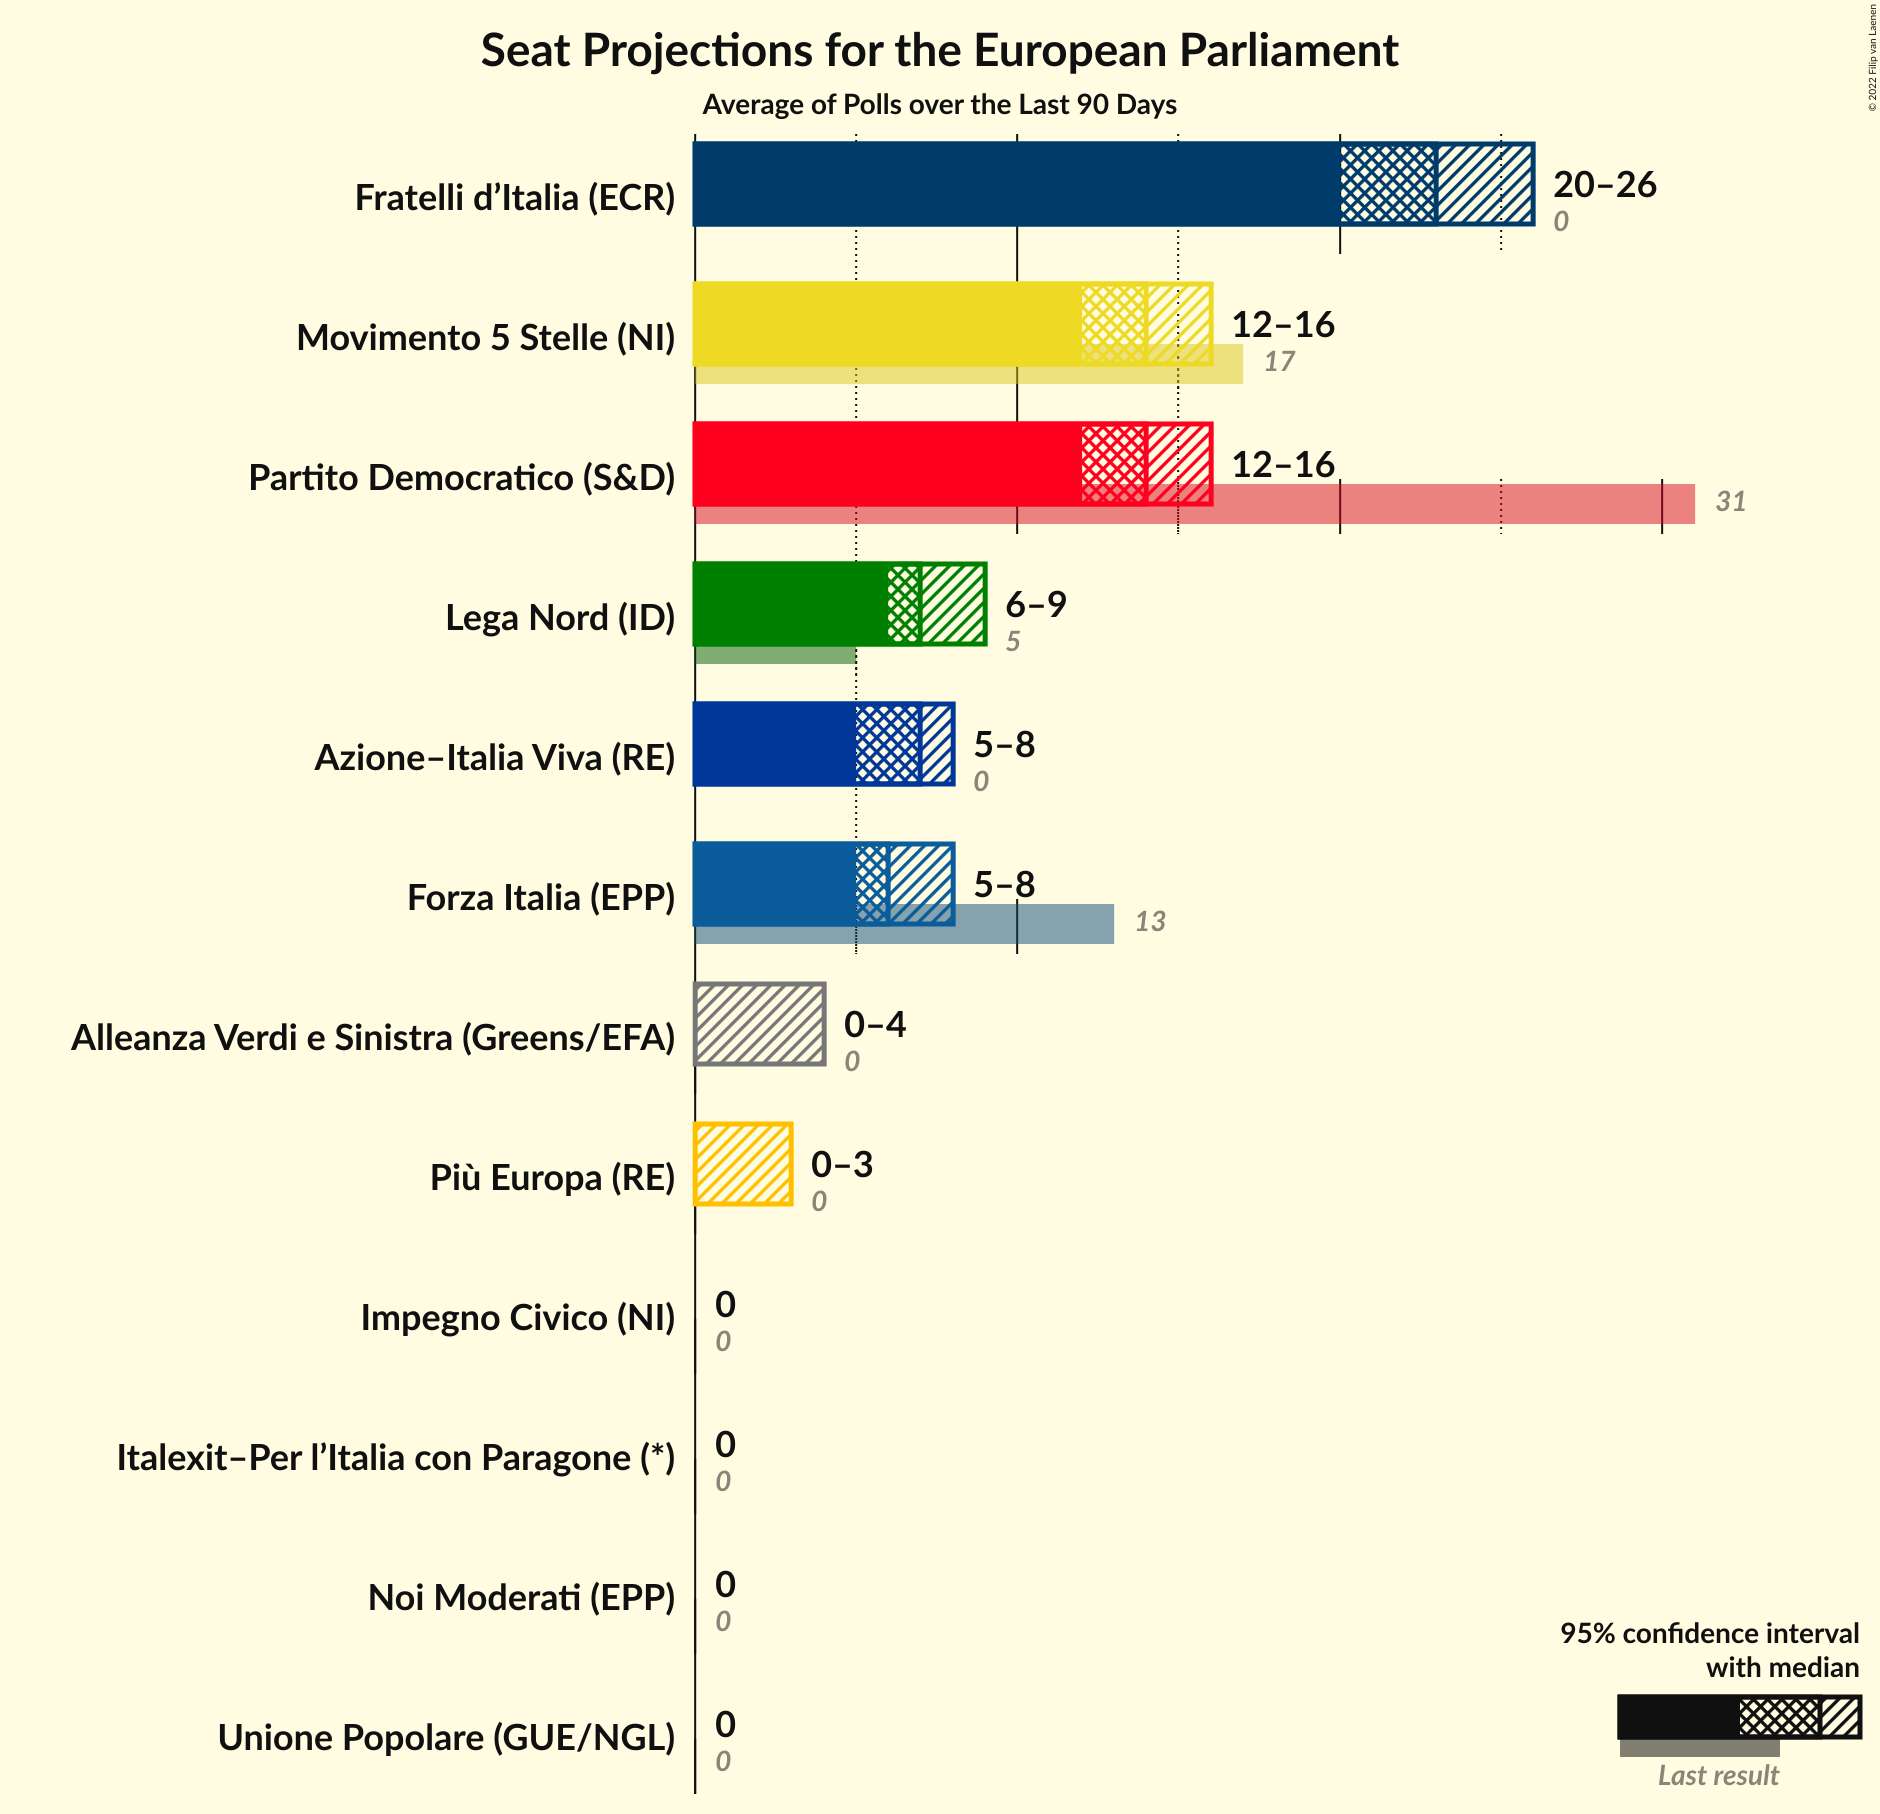 Seat Projections for the European Parliament
Average of Polls over the Last 90 Days
© 2022 Filip van Laenen
Fratelli d’Italia (ECR)
20–26
0
Movimento 5 Stelle (NI)
12–16
17
Partito Democratico (S&D)
12–16
31
Lega Nord (ID)
6–9
5
Azione–Italia Viva (RE)
5–8
0
Forza Italia (EPP)
5–8
13
Alleanza Verdi e Sinistra (Greens/EFA)
0–4
0
Più Europa (RE)
0–3
0
Impegno Civico (NI)
0
0
Italexit–Per l’Italia con Paragone (*)
0
0
Noi Moderati (EPP)
0
0
Unione Popolare (GUE/NGL)
0
0
95% confidence interval
with median
Last result